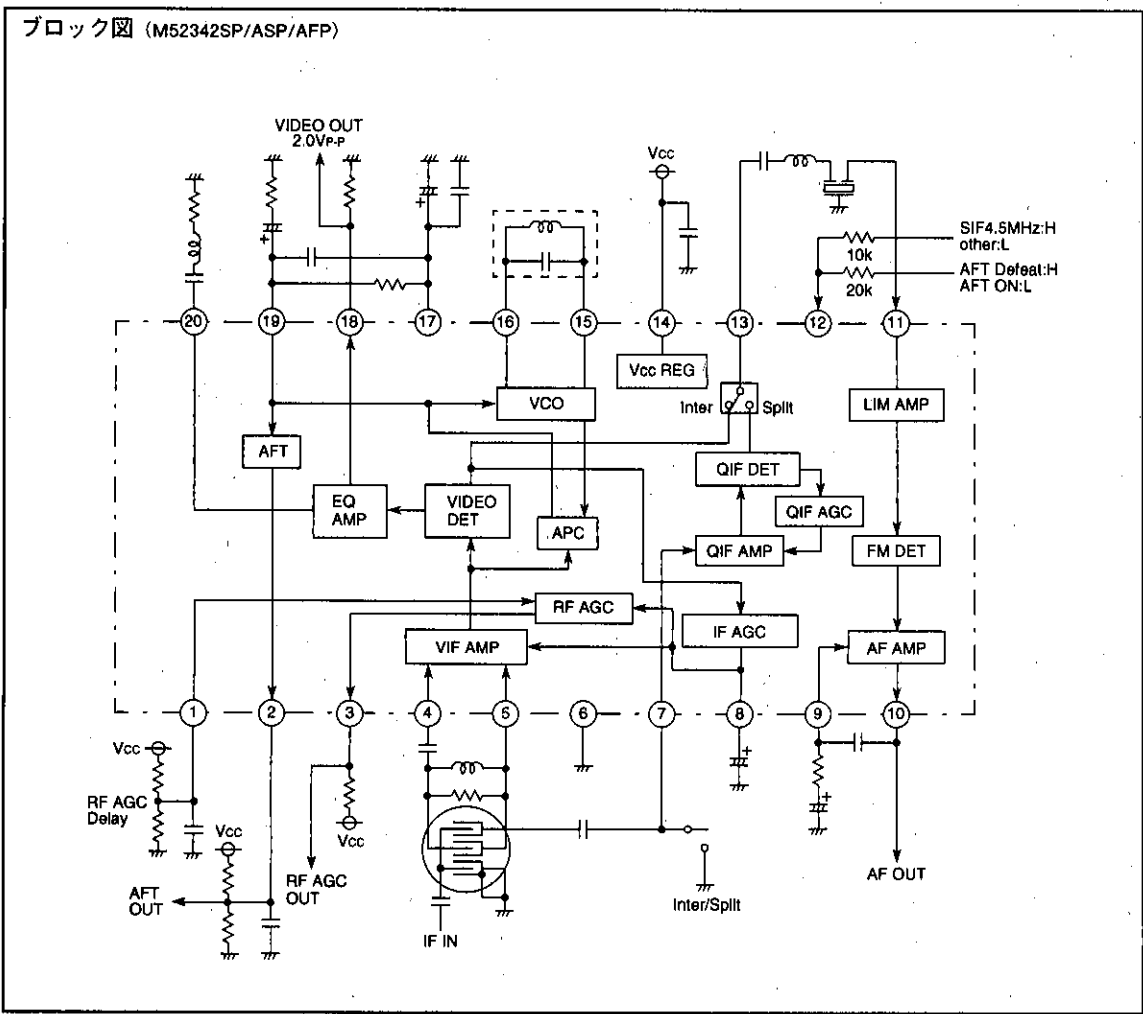 ブロック図 (M52342SP/ASP/AFP)
VIDEO OUT
2.0VP-P
Vcc
SIF4.5MHz:H
other:L
10k
AFT Defeat:H
AFT ON:L
20k
20
19
18
17
16
15
14
13
12
11
Vcc REG
VCO
Inter
Split
LIM AMP
AFT
QIF DET
EQ
AMP
VIDEO
DET
QIF AGC
APC
QIF AMP
FM DET
RF AGC
IF AGC
VIF AMP
AF AMP
1
2
3
4
5
6
7
8
9
10
Vcc
RF AGC
Delay
Vcc
Vcc
AFT
OUT
RF AGC
OUT
IF IN
Inter/Split
AF OUT